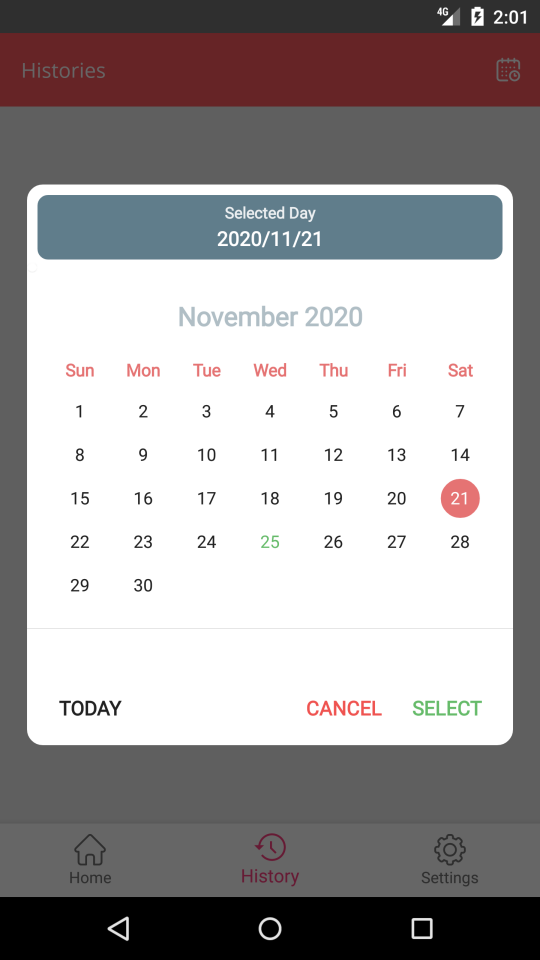 4G 2:01
Histories
Selected Day
2020/11/21
November 2020
Sun Mon Tue Wed Thu Fri Sat
1 2 3 4 5 6 7
8 9 10 11 12 13 14
15 16 17 18 19 20 21
22 23 24 25 26 27 28
29 30
TODAY CANCEL SELECT
Home History Settings